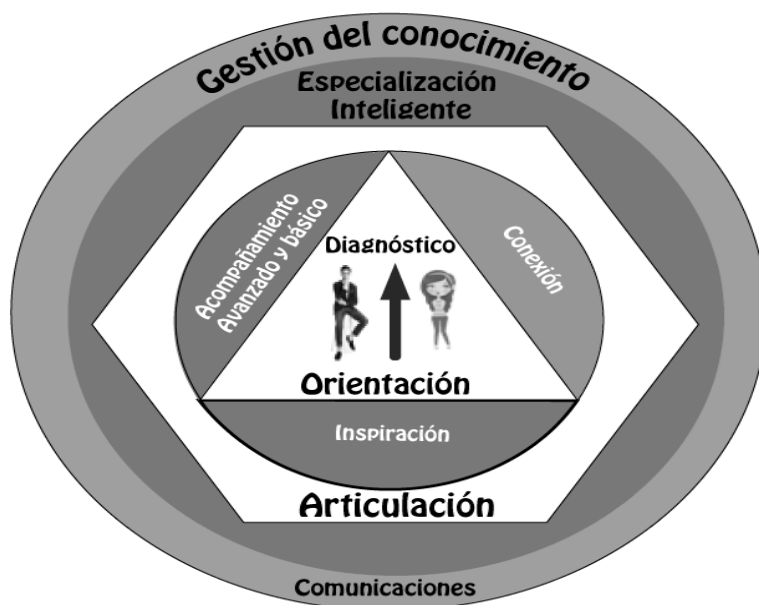 Gestión del conocimiento
Especialización
Inteligente
Acompañamiento
Avanzado y básico
Conexión
Diagnóstico
Orientación
Inspiración
Articulación
Comunicaciones